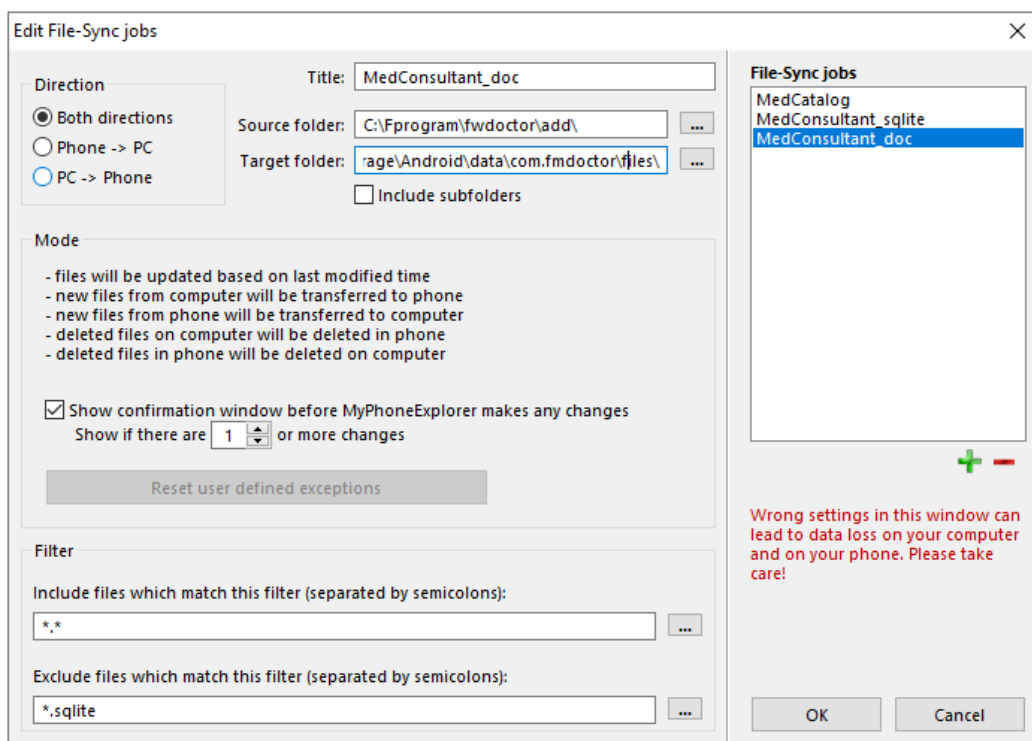 Edit File-Sync jobs
Direction
Both directions
Phone -> PC
PC -> Phone
Title: MedConsultant_doc
Source folder: C:\Fprogram\fwdoctor\add\ ...
Target folder: rage\Android\data\com.fmdoctor\files\ ...
Include subfolders
Mode
- files will be updated based on last modified time
- new files from computer will be transferred to phone
- new files from phone will be transferred to computer
- deleted files on computer will be deleted in phone
- deleted files in phone will be deleted on computer
Show confirmation window before MyPhoneExplorer makes any changes
Show if there are 1 or more changes
Reset user defined exceptions
Filter
Include files which match this filter (separated by semicolons):
*.* ...
Exclude files which match this filter (separated by semicolons):
*.sqlite ...
File-Sync jobs
MedCatalog
MedConsultant_sqlite
MedConsultant_doc
Wrong settings in this window can
lead to data loss on your computer
and on your phone. Please take
care!
OK Cancel